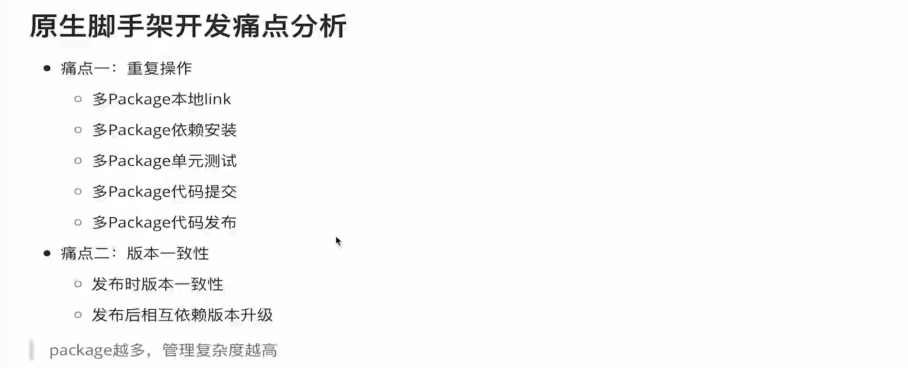 原生脚手架开发痛点分析
痛点一：重复操作
多Package本地link
多Package依赖安装
多Package单元测试
多Package代码提交
多Package代码发布
痛点二：版本一致性
发布时版本一致性
发布后相互依赖版本升级
package越多，管理复杂度越高